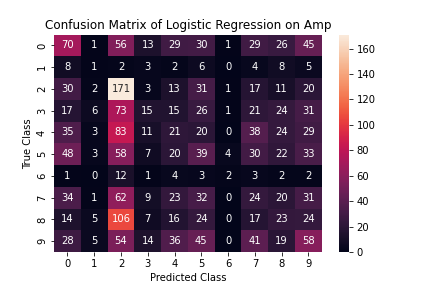 Confusion Matrix of Logistic Regression on Amp
0 70 1 56 13 29 30 1 29 26 45
1 8 1 2 3 2 6 0 4 8 5
2 30 2 171 3 13 31 1 17 11 20
3 17 6 73 15 15 26 1 21 24 31
4 35 3 83 11 21 20 0 38 24 29
5 48 3 58 7 20 39 4 30 22 33
6 1 0 12 1 4 3 2 3 2 2
7 34 1 62 9 23 32 0 24 20 31
8 14 5 106 7 16 24 0 17 23 24
9 28 5 54 14 36 45 0 41 19 58
0 1 2 3 4 5 6 7 8 9
Predicted Class
True Class
160
140
120
100
80
60
40
20
0